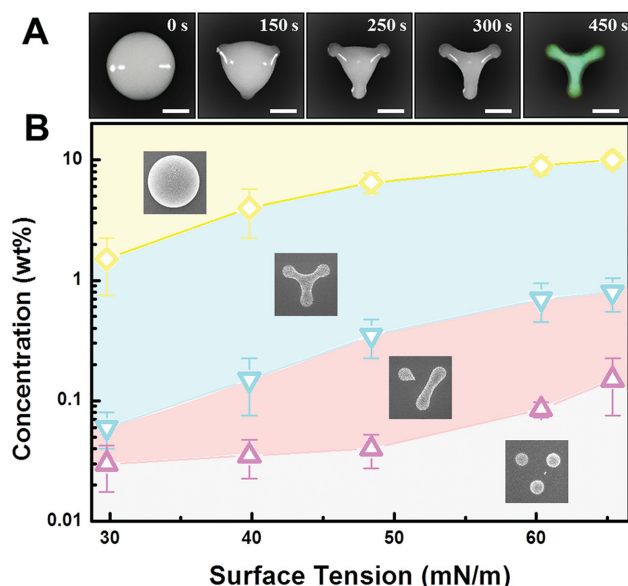 A
0 s
150 s
250 s
300 s
450 s
B
Concentration (wt%)
10
1
0.1
0.01
30
40
50
60
Surface Tension (mN/m)